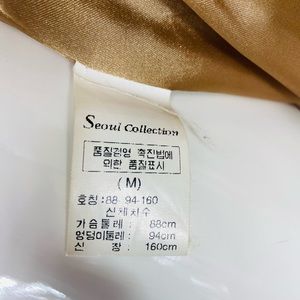 Seoul Collection
품질경영 촉진법에
의한 품질표시
(M)
호칭:88-94-160
신체치수
가슴둘레 : 88cm
엉덩이둘레 : 94cm
신 장 : 160cm